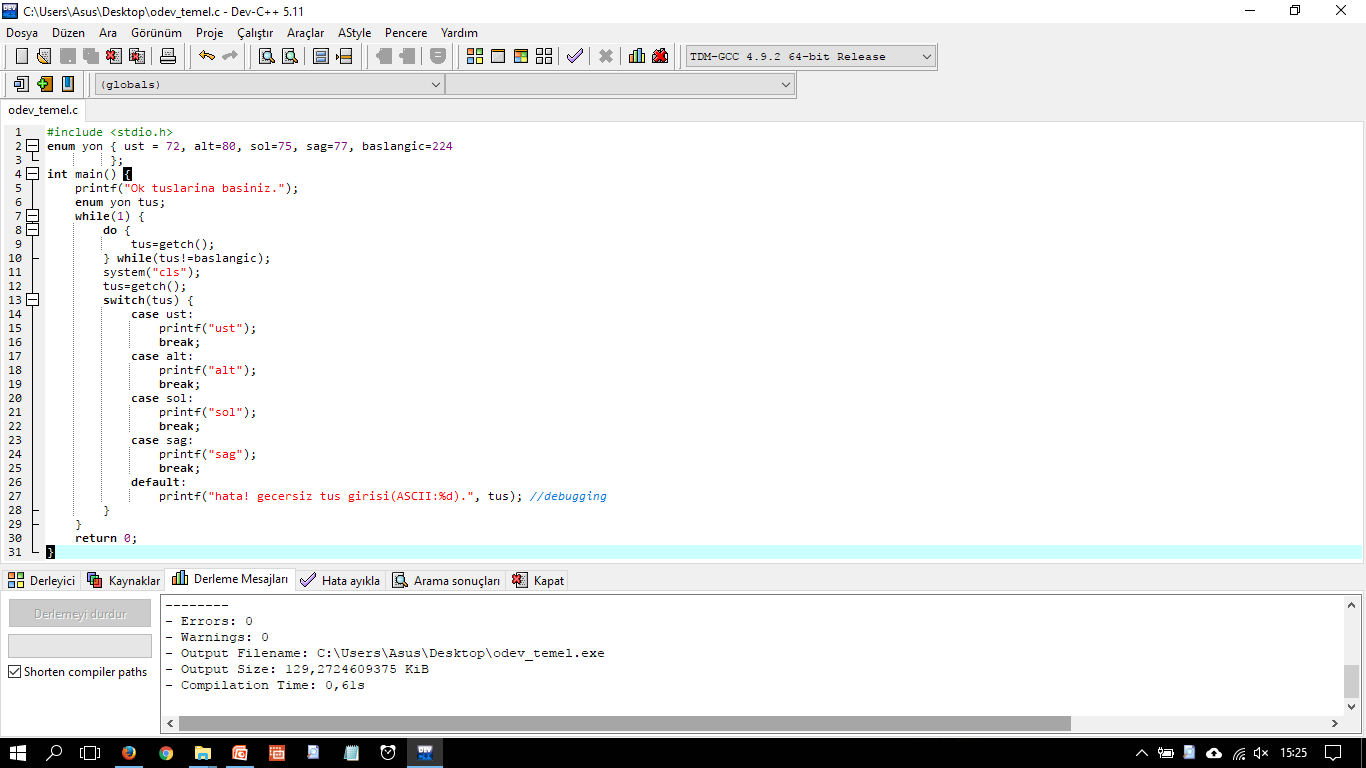 C:\Users\Asus\Desktop\odev_temel.c - Dev-C++ 5.11
Dosya Düzen Ara Görünüm Proje Çalıştır Araçlar AStyle Pencere Yardım
TDM-GCC 4.9.2 64-bit Release
(globals)
odev_temel.c
1 #include <stdio.h>
2 enum yon { ust = 72, alt=80, sol=75, sag=77, baslangic=224
3 };
4 int main() {
5 printf("Ok tuslarina basiniz.");
6 enum yon tus;
7 while(1) {
8 do {
9 tus=getch();
10 } while(tus!=baslangic);
11 system("cls");
12 tus=getch();
13 switch(tus) {
14 case ust:
15 printf("ust");
16 break;
17 case alt:
18 printf("alt");
19 break;
20 case sol:
21 printf("sol");
22 break;
23 case sag:
24 printf("sag");
25 break;
26 default:
27 printf("hata! gecersiz tus girisi(ASCII:%d).", tus); //debugging
28 }
29 }
30 return 0;
31 }
Derleyici Kaynaklar Derleme Mesajları Hata ayıkla Arama sonuçları Kapat
Derlemeyi durdur
Shorten compiler paths
--------
- Errors: 0
- Warnings: 0
- Output Filename: C:\Users\Asus\Desktop\odev_temel.exe
- Output Size: 129,2724609375 KiB
- Compilation Time: 0,61s
15:25